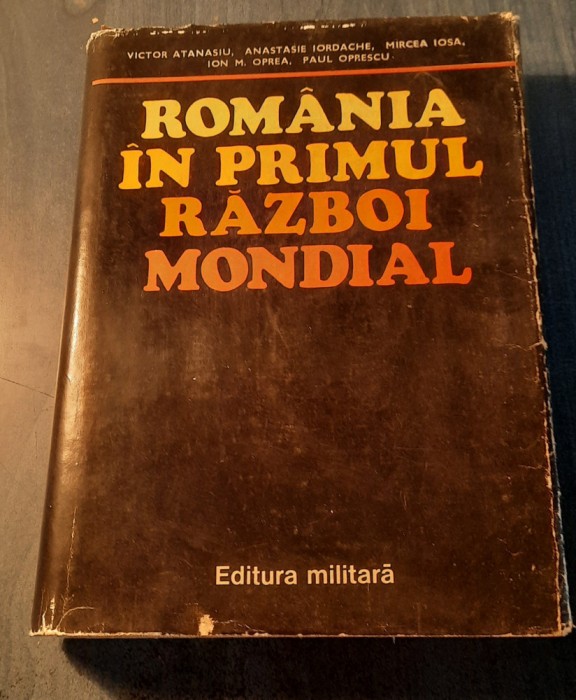 VICTOR ATANASIU, ANASTASIE IORDACHE, MIRCEA IOSA,
ION M. OPREA, PAUL OPRESCU
ROMÂNIA
ÎN PRIMUL
RĂZBOI
MONDIAL
Editura militară